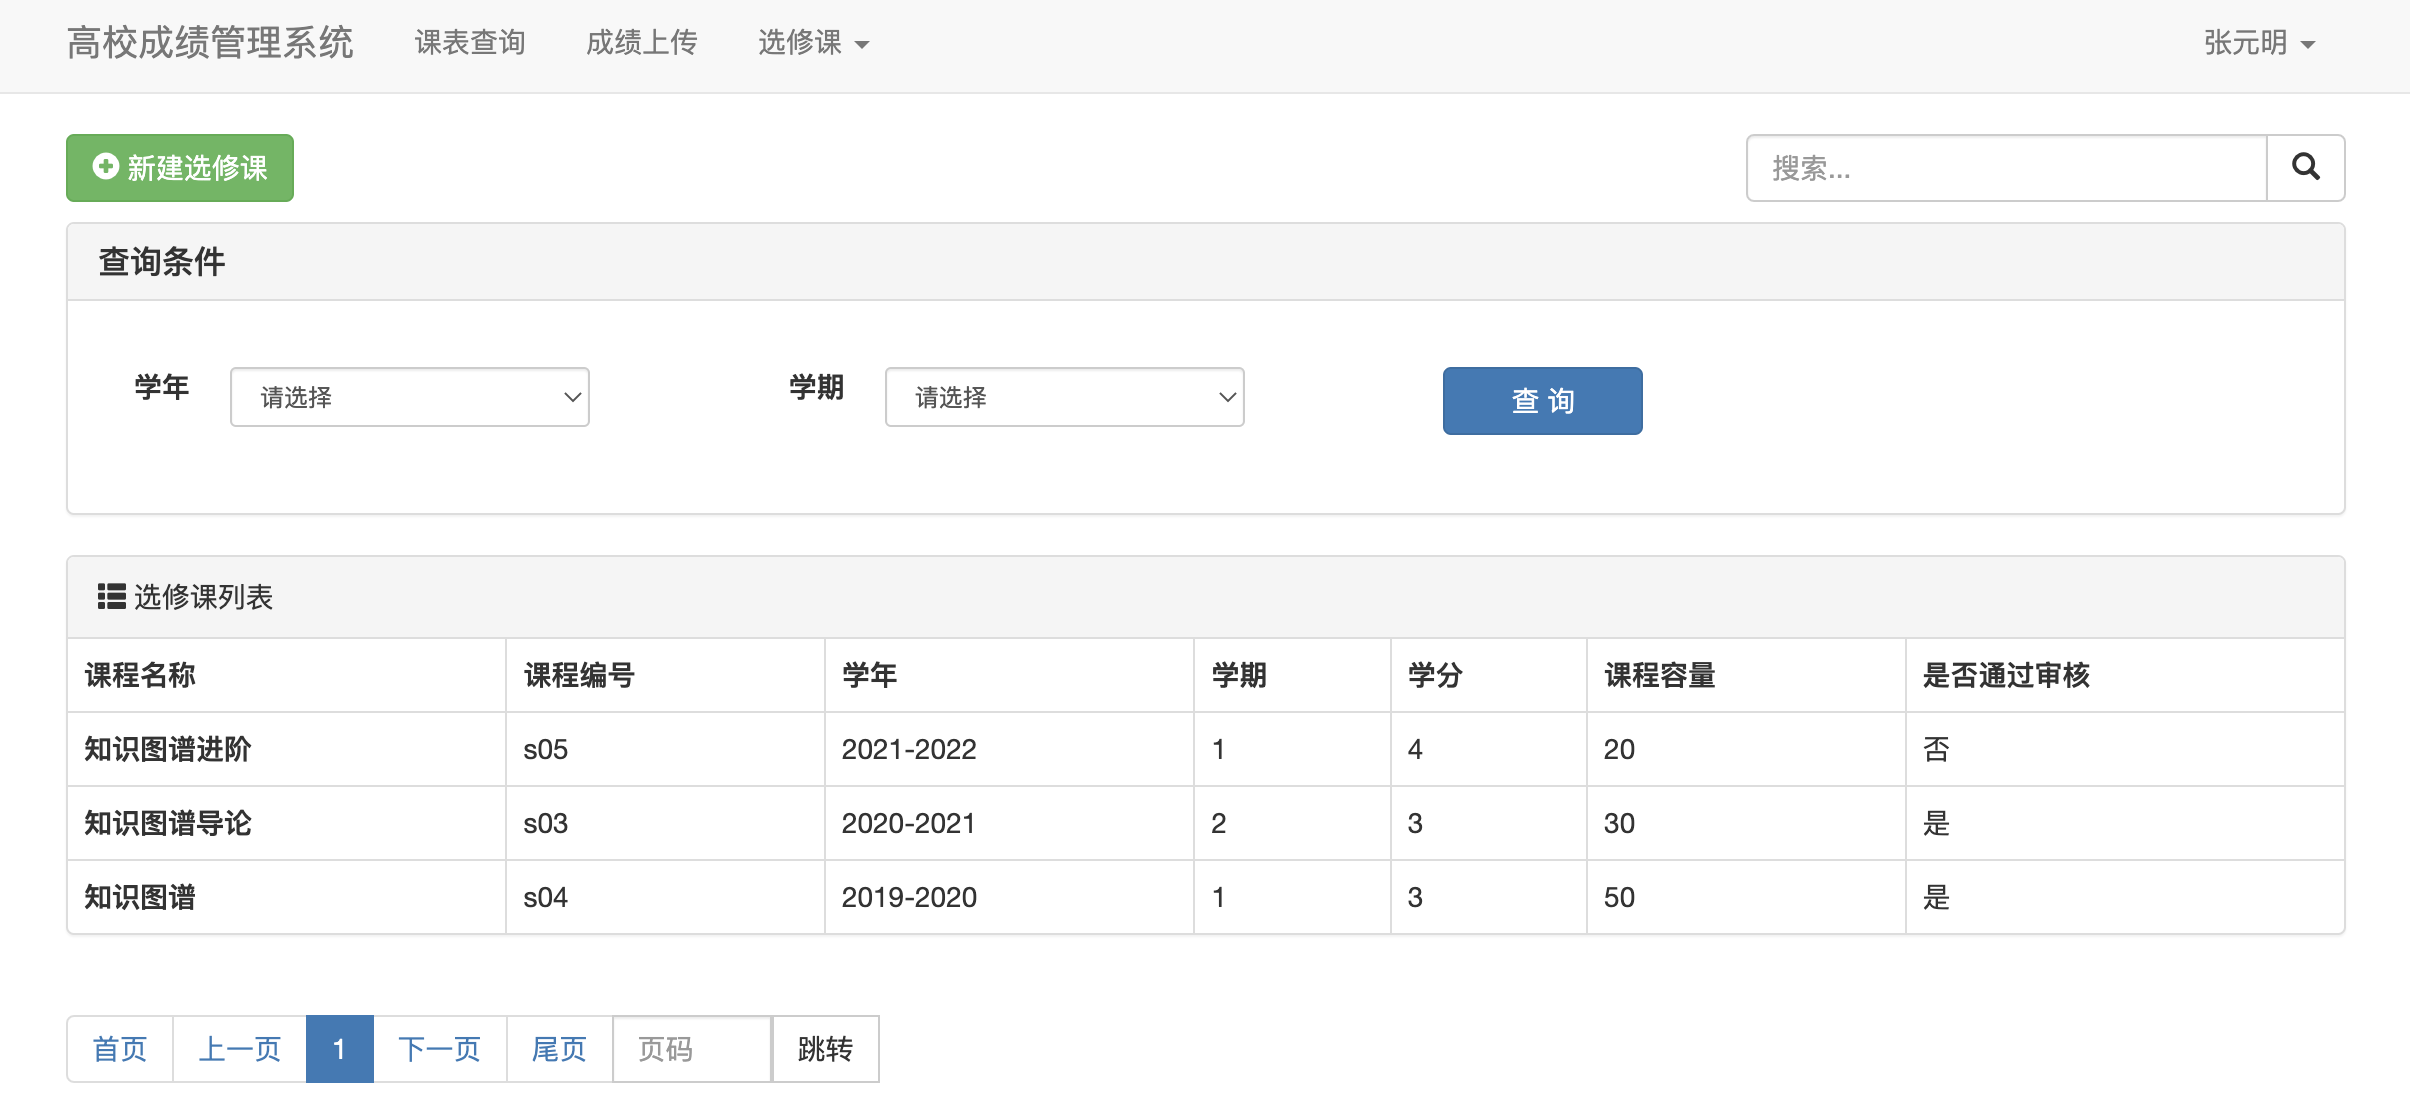 高校成绩管理系统 课表查询 成绩上传 选修课 张元明
新建选修课 搜索...
查询条件
学年 请选择 学期 请选择 查 询
选修课列表
课程名称 课程编号 学年 学期 学分 课程容量 是否通过审核
知识图谱进阶 s05 2021-2022 1 4 20 否
知识图谱导论 s03 2020-2021 2 3 30 是
知识图谱 s04 2019-2020 1 3 50 是
首页 上一页 1 下一页 尾页 页码 跳转